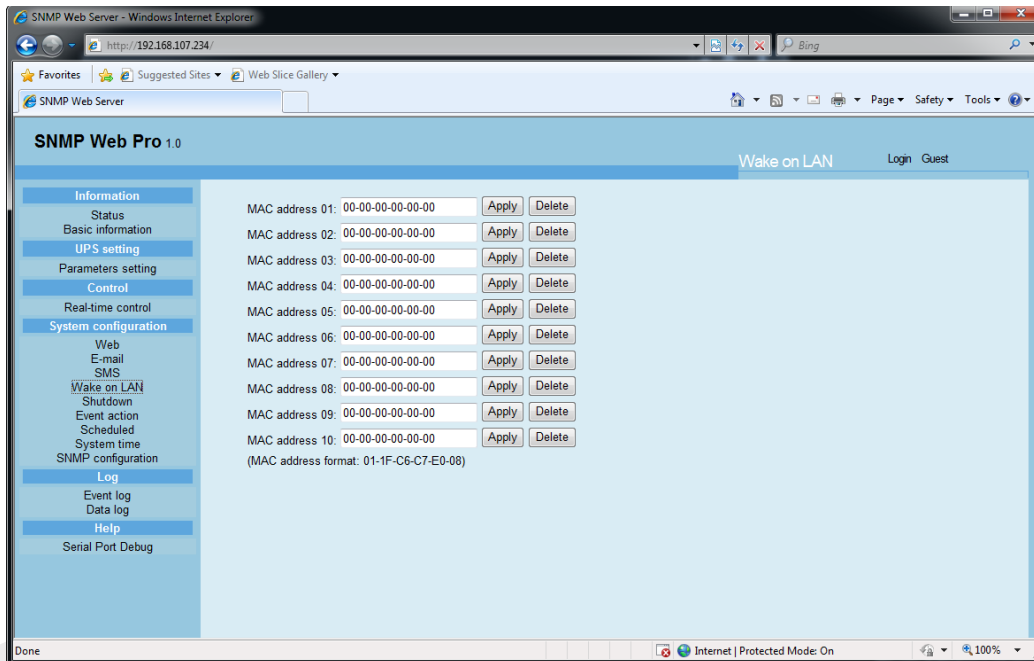 SNMP Web Server - Windows Internet Explorer
http://192.168.107.234/
Bing
Favorites
Suggested Sites
Web Slice Gallery
SNMP Web Server
Page
Safety
Tools
SNMP Web Pro 1.0
Wake on LAN
Login
Guest
Information
Status
Basic information
UPS setting
Parameters setting
Control
Real-time control
System configuration
Web
E-mail
SMS
Wake on LAN
Shutdown
Event action
Scheduled
System time
SNMP configuration
Log
Event log
Data log
Help
Serial Port Debug
MAC address 01: 00-00-00-00-00-00 Apply Delete
MAC address 02: 00-00-00-00-00-00 Apply Delete
MAC address 03: 00-00-00-00-00-00 Apply Delete
MAC address 04: 00-00-00-00-00-00 Apply Delete
MAC address 05: 00-00-00-00-00-00 Apply Delete
MAC address 06: 00-00-00-00-00-00 Apply Delete
MAC address 07: 00-00-00-00-00-00 Apply Delete
MAC address 08: 00-00-00-00-00-00 Apply Delete
MAC address 09: 00-00-00-00-00-00 Apply Delete
MAC address 10: 00-00-00-00-00-00 Apply Delete
(MAC address format: 01-1F-C6-C7-E0-08)
Done
Internet | Protected Mode: On
100%